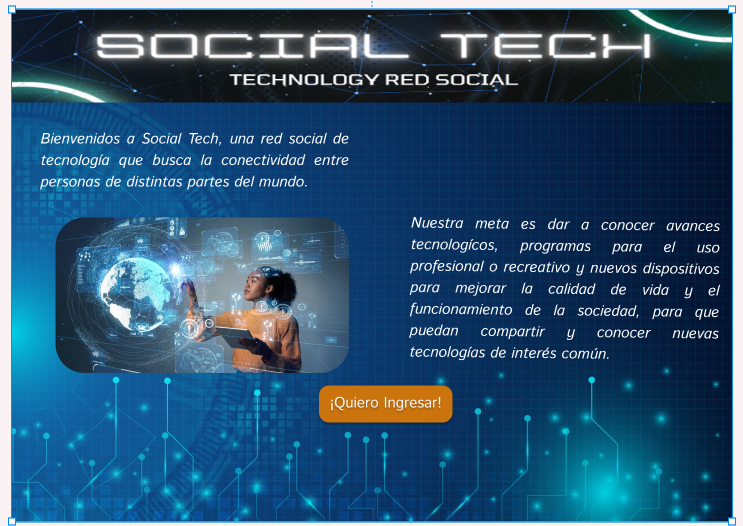 SOCIAL TECH
TECHNOLOGY RED SOCIAL
Bienvenidos a Social Tech, una red social de
tecnología que busca la conectividad entre
personas de distintas partes del mundo.
Nuestra meta es dar a conocer avances
tecnologícos, programas para el uso
profesional o recreativo y nuevos dispositivos
para mejorar la calidad de vida y el
funcionamiento de la sociedad, para que
puedan compartir y conocer nuevas
tecnologías de interés común.
¡Quiero Ingresar!